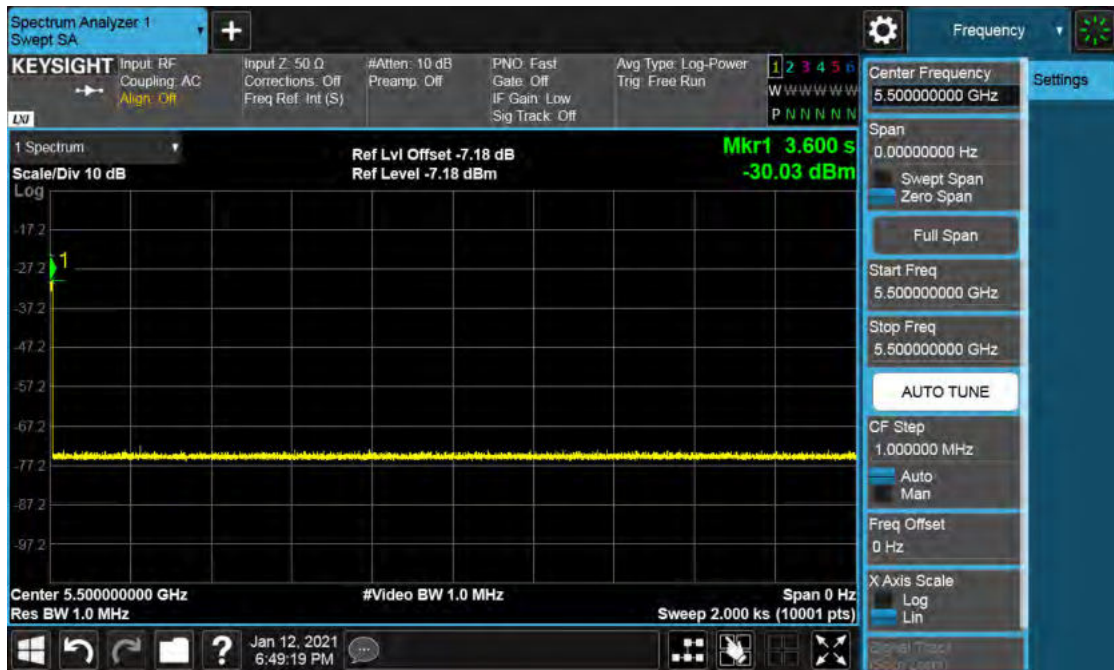 Spectrum Analyzer 1
Swept SA
+
Frequency
KEYSIGHT
Input: RF
Coupling: AC
Align: Off
Input Z: 50 Ω
Corrections: Off
Freq Ref: Int (S)
#Atten: 10 dB
Preamp: Off
PNO: Fast
Gate: Off
IF Gain: Low
Sig Track: Off
Avg Type: Log-Power
Trig: Free Run
1 2 3 4 5 6
W W W W W W
P N N N N N
LXI
Center Frequency
5.500000000 GHz
Settings
Span
0.00000000 Hz
Swept Span
Zero Span
Full Span
Start Freq
5.500000000 GHz
Stop Freq
5.500000000 GHz
AUTO TUNE
CF Step
1.000000 MHz
Auto
Man
Freq Offset
0 Hz
X Axis Scale
Log
Lin
1 Spectrum
Scale/Div 10 dB
Ref Lvl Offset -7.18 dB
Ref Level -7.18 dBm
Mkr1 3.600 s
-30.03 dBm
Log
-17.2
-27.2
1
-37.2
-47.2
-57.2
-67.2
-77.2
-87.2
-97.2
Center 5.500000000 GHz
Res BW 1.0 MHz
#Video BW 1.0 MHz
Span 0 Hz
Sweep 2.000 ks (10001 pts)
?
Jan 12, 2021
6:49:19 PM